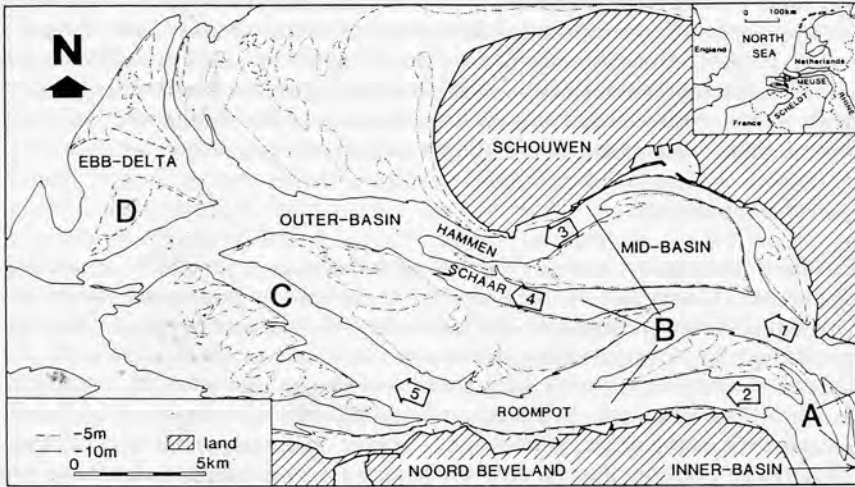 N
EBB-DELTA
D
OUTER-BASIN
C
HAMMEN
SCHAAR
SCHOUWEN
MID-BASIN
3
4
B
1
2
5
A
ROOMPOT
NOORD BEVELAND
INNER-BASIN
-5m
-10m
land
0 5km
0 100km
NORTH
SEA
England
Netherlands
MEUSE
RHINE
SCHELDT
France